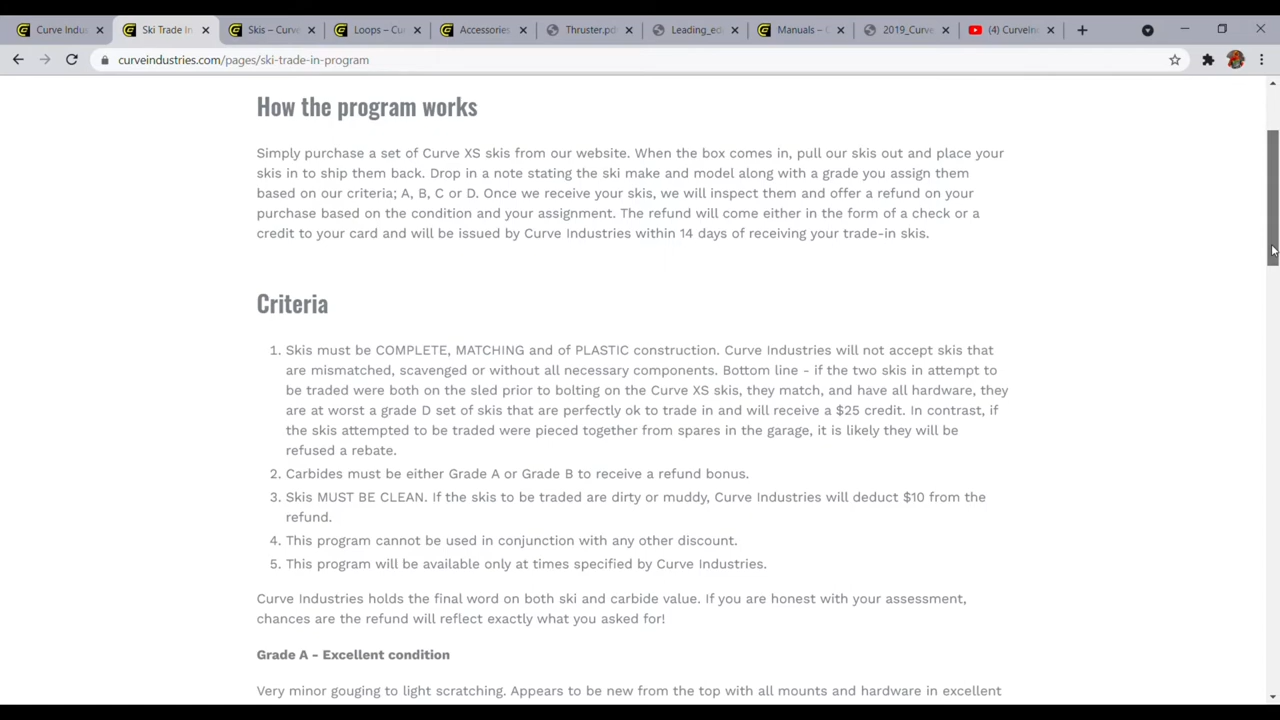 Curve Indus
Ski Trade In
Skis – Curve
Loops – Cu
Accessories
Thruster.pd
Leading_ed
Manuals – C
2019_Curve
(4) CurveIn
curveindustries.com/pages/ski-trade-in-program
How the program works
Simply purchase a set of Curve XS skis from our website. When the box comes in, pull our skis out and place your
skis in to ship them back. Drop in a note stating the ski make and model along with a grade you assign them
based on our criteria; A, B, C or D. Once we receive your skis, we will inspect them and offer a refund on your
purchase based on the condition and your assignment. The refund will come either in the form of a check or a
credit to your card and will be issued by Curve Industries within 14 days of receiving your trade-in skis.
Criteria
1. Skis must be COMPLETE, MATCHING and of PLASTIC construction. Curve Industries will not accept skis that
are mismatched, scavenged or without all necessary components. Bottom line - if the two skis in attempt to
be traded were both on the sled prior to bolting on the Curve XS skis, they match, and have all hardware, they
are at worst a grade D set of skis that are perfectly ok to trade in and will receive a $25 credit. In contrast, if
the skis attempted to be traded were pieced together from spares in the garage, it is likely they will be
refused a rebate.
2. Carbides must be either Grade A or Grade B to receive a refund bonus.
3. Skis MUST BE CLEAN. If the skis to be traded are dirty or muddy, Curve Industries will deduct $10 from the
refund.
4. This program cannot be used in conjunction with any other discount.
5. This program will be available only at times specified by Curve Industries.
Curve Industries holds the final word on both ski and carbide value. If you are honest with your assessment,
chances are the refund will reflect exactly what you asked for!
Grade A - Excellent condition
Very minor gouging to light scratching. Appears to be new from the top with all mounts and hardware in excellent